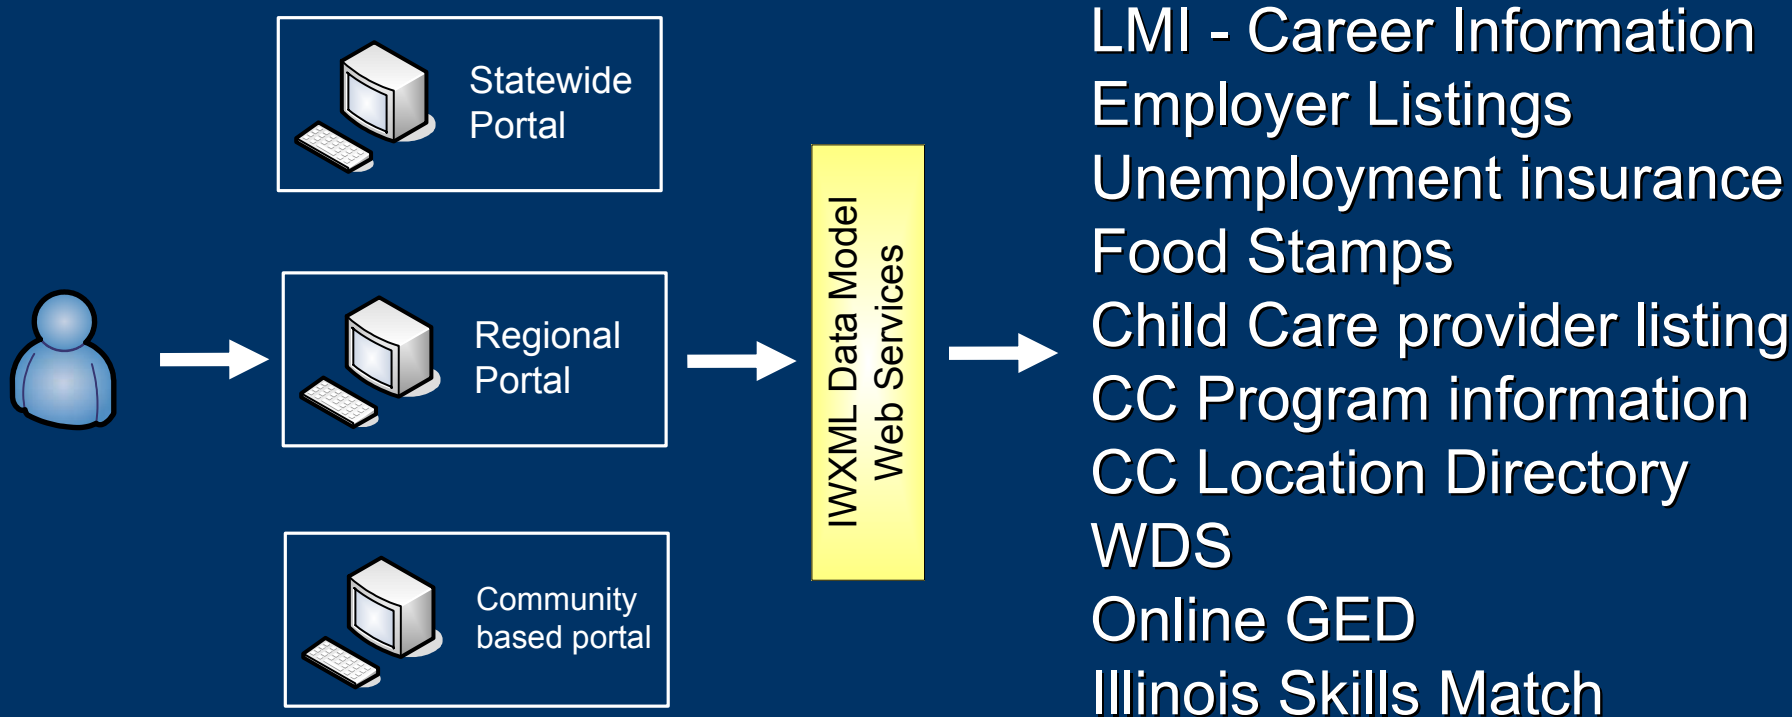 Statewide
Portal
Regional
Portal
Community
based portal
IWXML Data Model
Web Services
LMI - Career Information
Employer Listings
Unemployment insurance
Food Stamps
Child Care provider listing
CC Program information
CC Location Directory
WDS
Online GED
Illinois Skills Match